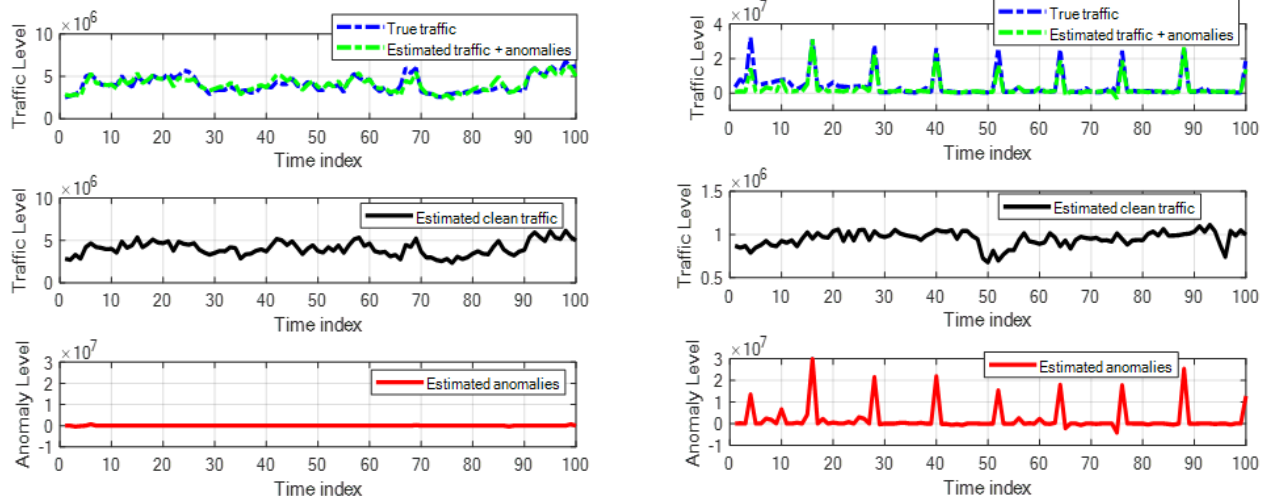 ×10^6
10
5
0
Traffic Level
True traffic
Estimated traffic + anomalies
0 10 20 30 40 50 60 70 80 90 100
Time index
×10^6
10
5
0
Traffic Level
Estimated clean traffic
0 10 20 30 40 50 60 70 80 90 100
Time index
×10^7
3
2
1
0
-1
Anomaly Level
Estimated anomalies
0 10 20 30 40 50 60 70 80 90 100
Time index
×10^7
4
2
0
Traffic Level
True traffic
Estimated traffic + anomalies
0 10 20 30 40 50 60 70 80 90 100
Time index
×10^6
1.5
1
0.5
Traffic Level
Estimated clean traffic
0 10 20 30 40 50 60 70 80 90 100
Time index
×10^7
3
2
1
0
-1
Anomaly Level
Estimated anomalies
0 10 20 30 40 50 60 70 80 90 100
Time index